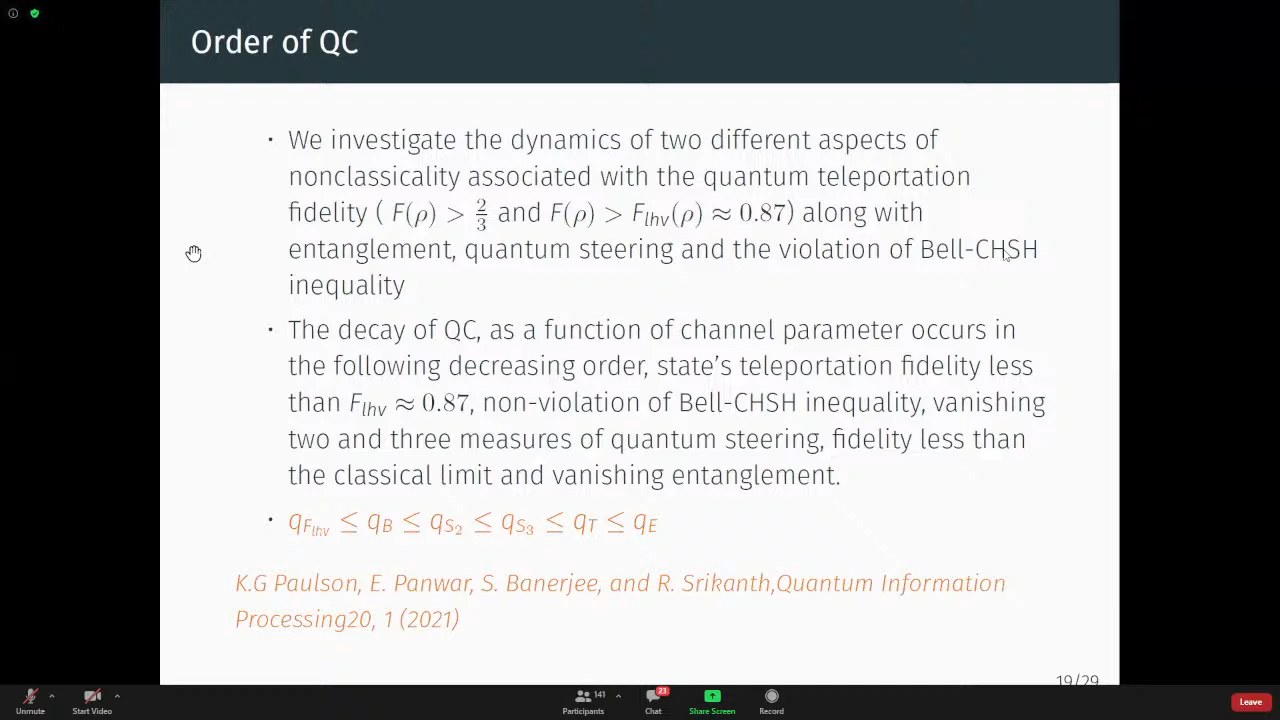 Order of QC
· We investigate the dynamics of two different aspects of
nonclassicality associated with the quantum teleportation
fidelity ( F(ρ) > 2/3 and F(ρ) > F_lhv(ρ) ≈ 0.87) along with
entanglement, quantum steering and the violation of Bell-CHSH
inequality
· The decay of QC, as a function of channel parameter occurs in
the following decreasing order, state's teleportation fidelity less
than F_lhv ≈ 0.87, non-violation of Bell-CHSH inequality, vanishing
two and three measures of quantum steering, fidelity less than
the classical limit and vanishing entanglement.
· q_F_lhv ≤ q_B ≤ q_S_2 ≤ q_S_3 ≤ q_T ≤ q_E
K.G Paulson, E. Panwar, S. Banerjee, and R. Srikanth,Quantum Information
Processing20, 1 (2021)
19/29
Unmute
Start Video
141
Participants
23
Chat
Share Screen
Record
Leave